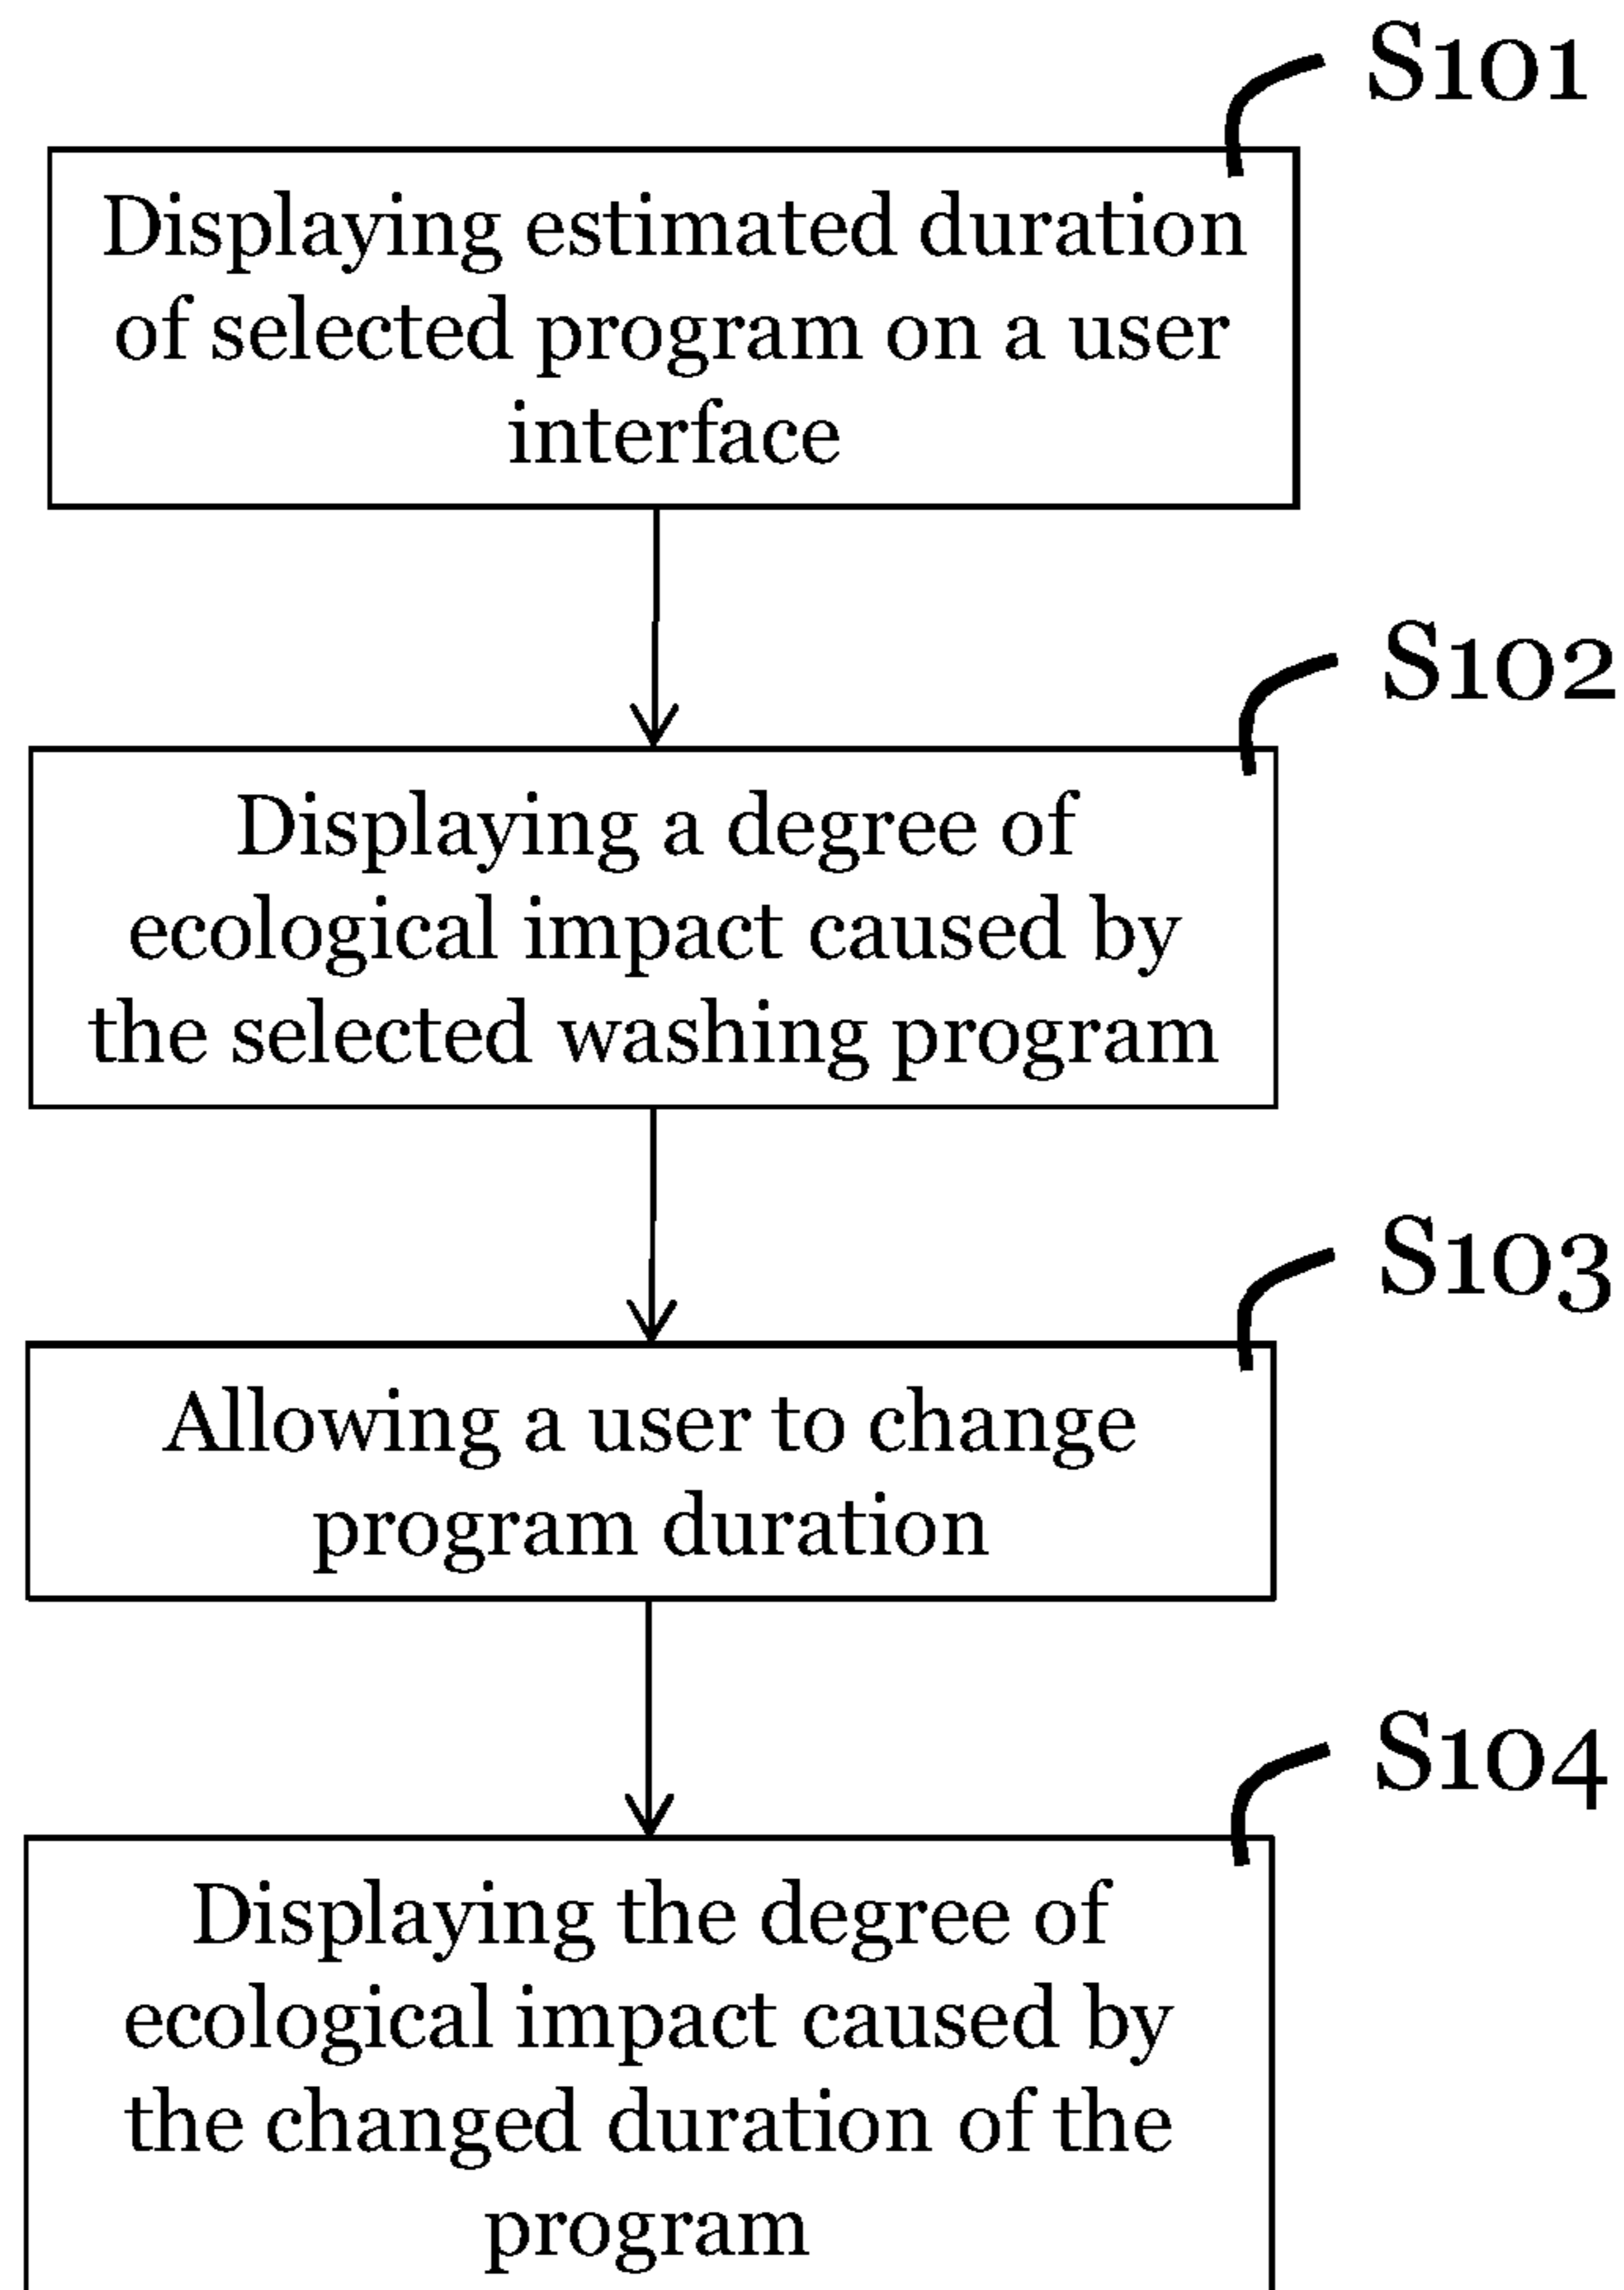 S101
Displaying estimated duration
of selected program on a user
interface
S102
Displaying a degree of
ecological impact caused by
the selected washing program
S103
Allowing a user to change
program duration
S104
Displaying the degree of
ecological impact caused by
the changed duration of the
program